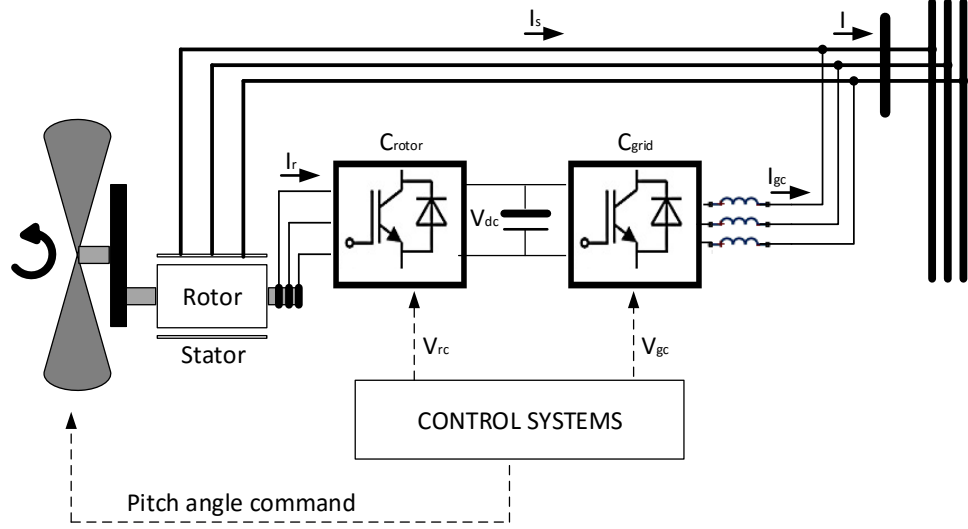 Is
I
Crotor
Cgrid
Ir
Igc
Vdc
Rotor
Stator
Vrc
Vgc
CONTROL SYSTEMS
Pitch angle command